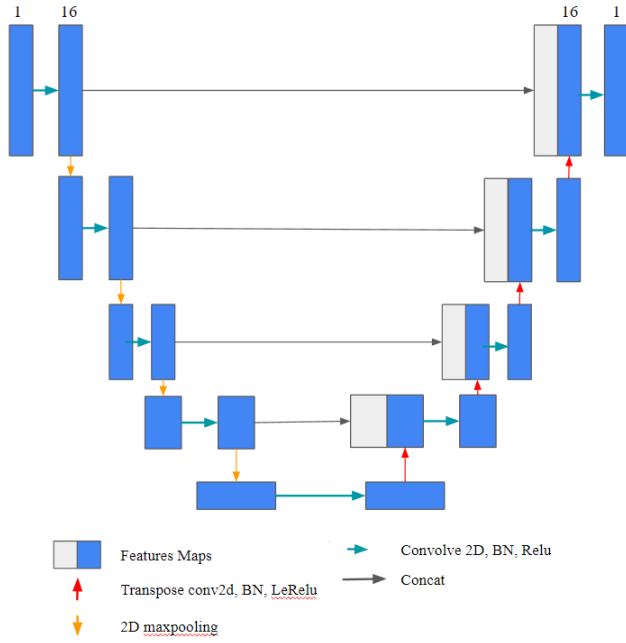 1 16 16 1
Features Maps
Convolve 2D, BN, Relu
Transpose conv2d, BN, LeRelu
Concat
2D maxpooling